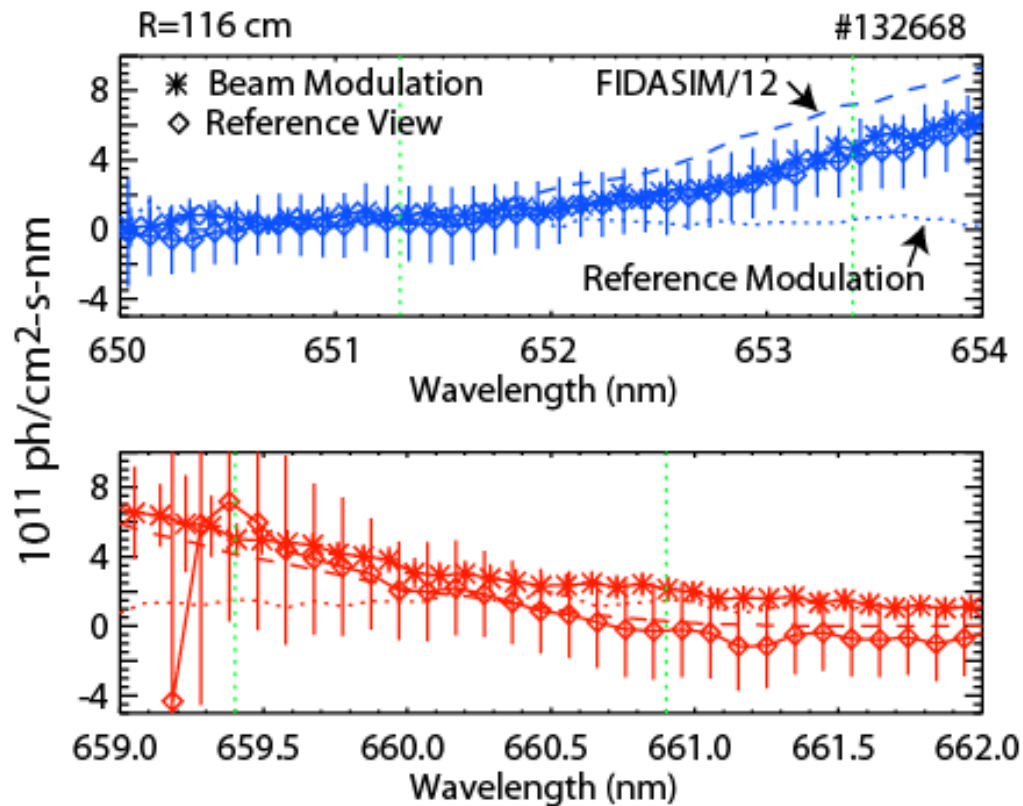 R=116 cm #132668
8
4
0
-4
Beam Modulation
Reference View
FIDASIM/12
Reference Modulation
650 651 652 653 654
Wavelength (nm)
10¹¹ ph/cm²-s-nm
8
4
0
-4
659.0 659.5 660.0 660.5 661.0 661.5 662.0
Wavelength (nm)